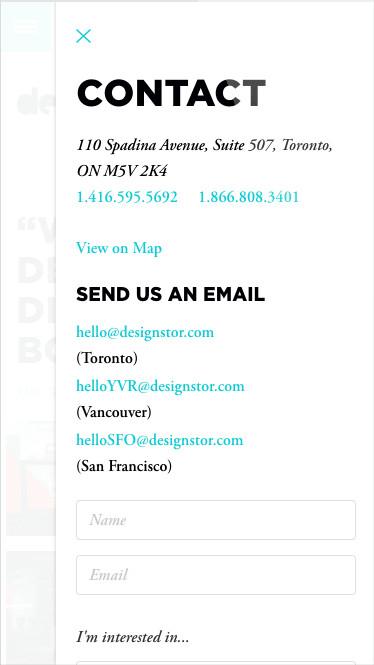 CONTACT
110 Spadina Avenue, Suite 507, Toronto,
ON M5V 2K4
1.416.595.5692 1.866.808.3401
View on Map
SEND US AN EMAIL
hello@designstor.com
(Toronto)
helloYVR@designstor.com
(Vancouver)
helloSFO@designstor.com
(San Francisco)
Name
Email
I'm interested in...